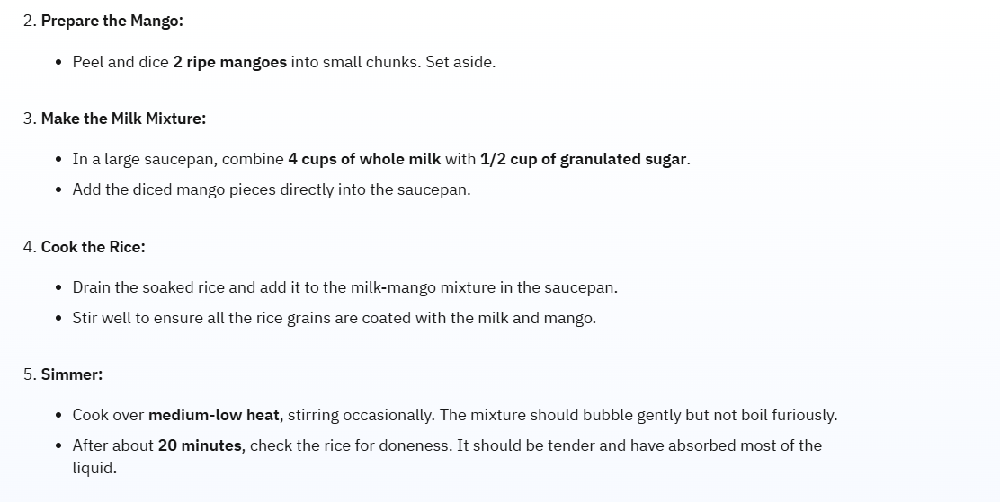 2. Prepare the Mango:
• Peel and dice 2 ripe mangoes into small chunks. Set aside.
3. Make the Milk Mixture:
• In a large saucepan, combine 4 cups of whole milk with 1/2 cup of granulated sugar.
• Add the diced mango pieces directly into the saucepan.
4. Cook the Rice:
• Drain the soaked rice and add it to the milk-mango mixture in the saucepan.
• Stir well to ensure all the rice grains are coated with the milk and mango.
5. Simmer:
• Cook over medium-low heat, stirring occasionally. The mixture should bubble gently but not boil furiously.
• After about 20 minutes, check the rice for doneness. It should be tender and have absorbed most of the
liquid.